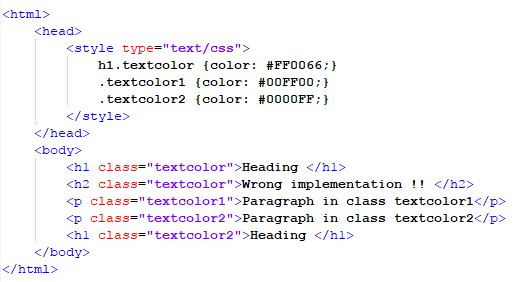 <html>
<head>
<style type="text/css">
h1.textcolor {color: #FF0066;}
.textcolor1 {color: #00FF00;}
.textcolor2 {color: #0000FF;}
</style>
</head>
<body>
<h1 class="textcolor">Heading </h1>
<h2 class="textcolor">Wrong implementation !! </h2>
<p class="textcolor1">Paragraph in class textcolor1</p>
<p class="textcolor2">Paragraph in class textcolor2</p>
<h1 class="textcolor2">Heading </h1>
</body>
</html>